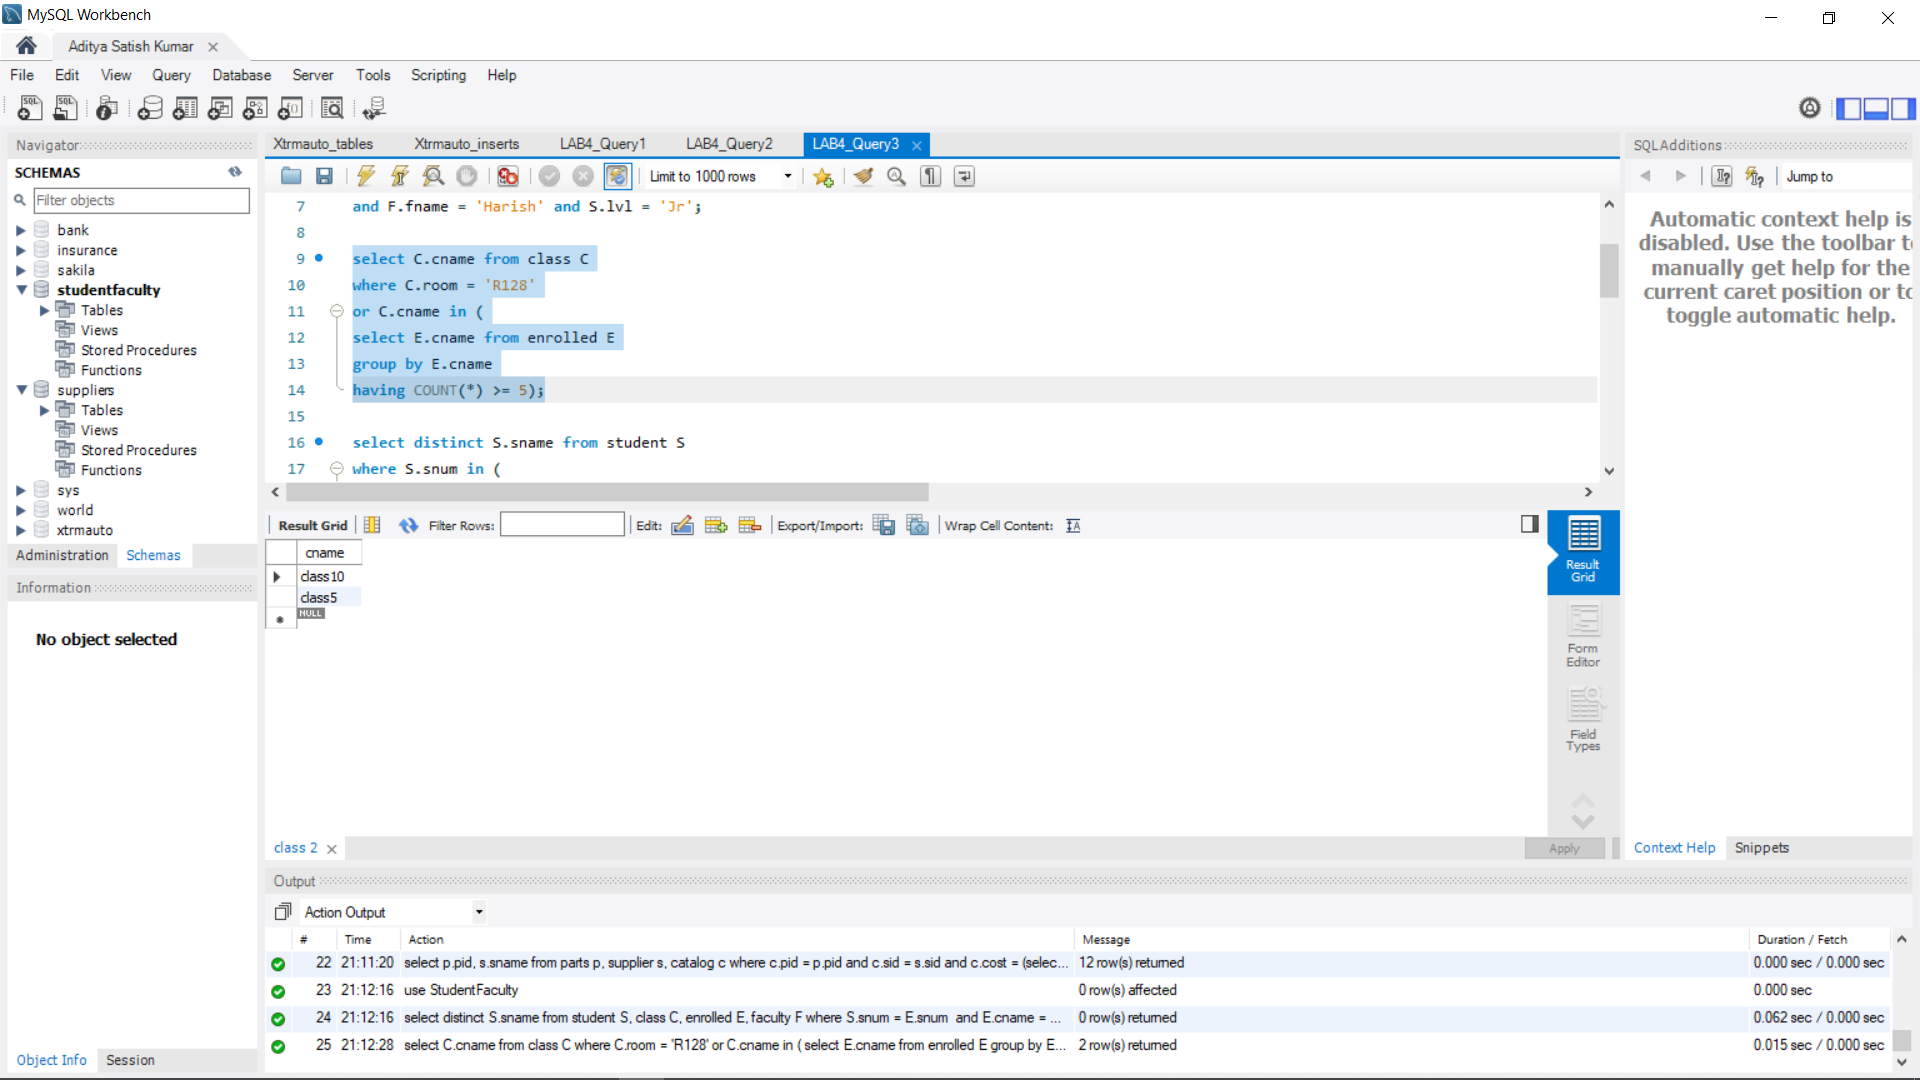 MySQL Workbench
Aditya Satish Kumar
File Edit View Query Database Server Tools Scripting Help
Navigator
SCHEMAS
Filter objects
bank
insurance
sakila
studentfaculty
Tables
Views
Stored Procedures
Functions
suppliers
Tables
Views
Stored Procedures
Functions
sys
world
xtrmauto
Administration Schemas
Information
No object selected
Object Info Session
Xtrmauto_tables Xtrmauto_inserts LAB4_Query1 LAB4_Query2 LAB4_Query3
Limit to 1000 rows
7 and F.fname = 'Harish' and S.lvl = 'Jr';
8
9 select C.cname from class C
10 where C.room = 'R128'
11 or C.cname in (
12 select E.cname from enrolled E
13 group by E.cname
14 having COUNT(*) >= 5);
15
16 select distinct S.sname from student S
17 where S.snum in (
Result Grid Filter Rows: Edit: Export/Import: Wrap Cell Content:
cname
class10
class5
NULL
Result
Grid
Form
Editor
Field
Types
class 2
Apply
SQLAdditions
Jump to
Automatic context help is
disabled. Use the toolbar t
manually get help for the
current caret position or to
toggle automatic help.
Context Help Snippets
Output
Action Output
# Time Action Message Duration / Fetch
22 21:11:20 select p.pid, s.sname from parts p, supplier s, catalog c where c.pid = p.pid and c.sid = s.sid and c.cost = (selec... 12 row(s) returned 0.000 sec / 0.000 sec
23 21:12:16 use StudentFaculty 0 row(s) affected 0.000 sec
24 21:12:16 select distinct S.sname from student S, class C, enrolled E, faculty F where S.snum = E.snum and E.cname = ... 0 row(s) returned 0.062 sec / 0.000 sec
25 21:12:28 select C.cname from class C where C.room = 'R128' or C.cname in ( select E.cname from enrolled E group by E... 2 row(s) returned 0.015 sec / 0.000 sec